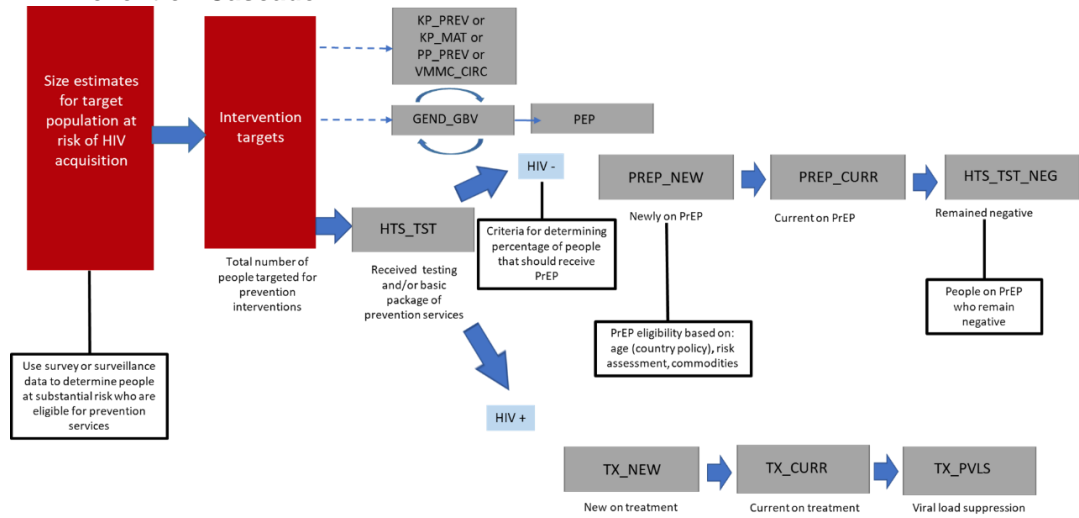 KP_PREV or
KP_MAT or
PP_PREV or
VMMC_CIRC
Size estimates
for target
population at
risk of HIV
acquisition
Intervention
targets
GEND_GBV
PEP
HIV -
PREP_NEW
PREP_CURR
HTS_TST_NEG
Newly on PrEP
Current on PrEP
Remained negative
HTS_TST
Criteria for determining
percentage of people
that should receive
PrEP
Total number of
people targeted for
prevention
interventions
Received testing
and/or basic
package of
prevention services
People on PrEP
who remain
negative
PrEP eligibility based on:
age (country policy), risk
assessment, commodities
Use survey or surveillance
data to determine people
at substantial risk who are
eligible for prevention
services
HIV +
TX_NEW
TX_CURR
TX_PVLS
New on treatment
Current on treatment
Viral load suppression